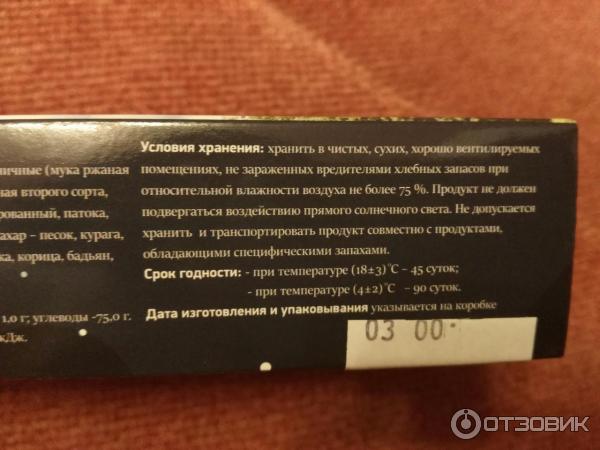 Условия хранения: хранить в чистых, сухих, хорошо вентилируемых
помещениях, не зараженных вредителями хлебных запасов при
относительной влажности воздуха не более 75 %. Продукт не должен
подвергаться воздействию прямого солнечного света. Не допускается
хранить и транспортировать продукт совместно с продуктами,
обладающими специфическими запахами.
Срок годности: - при температуре (18±3)°С – 45 суток;
- при температуре (4±2)°С – 90 суток.
Дата изготовления и упаковывания указывается на коробке
03 00
ничные (мука ржаная
ная второго сорта,
рованный, патока,
ахар – песок, курага,
ка, корица, бадьян,
1,0 г; углеводы -75,0 г.
кДж.
ОТЗОВИК